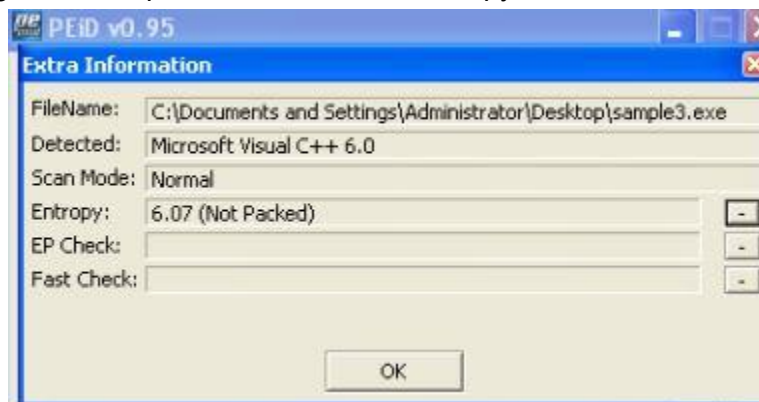 PEiD v0.95
Extra Information
FileName: C:\Documents and Settings\Administrator\Desktop\sample3.exe
Detected: Microsoft Visual C++ 6.0
Scan Mode: Normal
Entropy: 6.07 (Not Packed) -
EP Check: -
Fast Check: -
OK